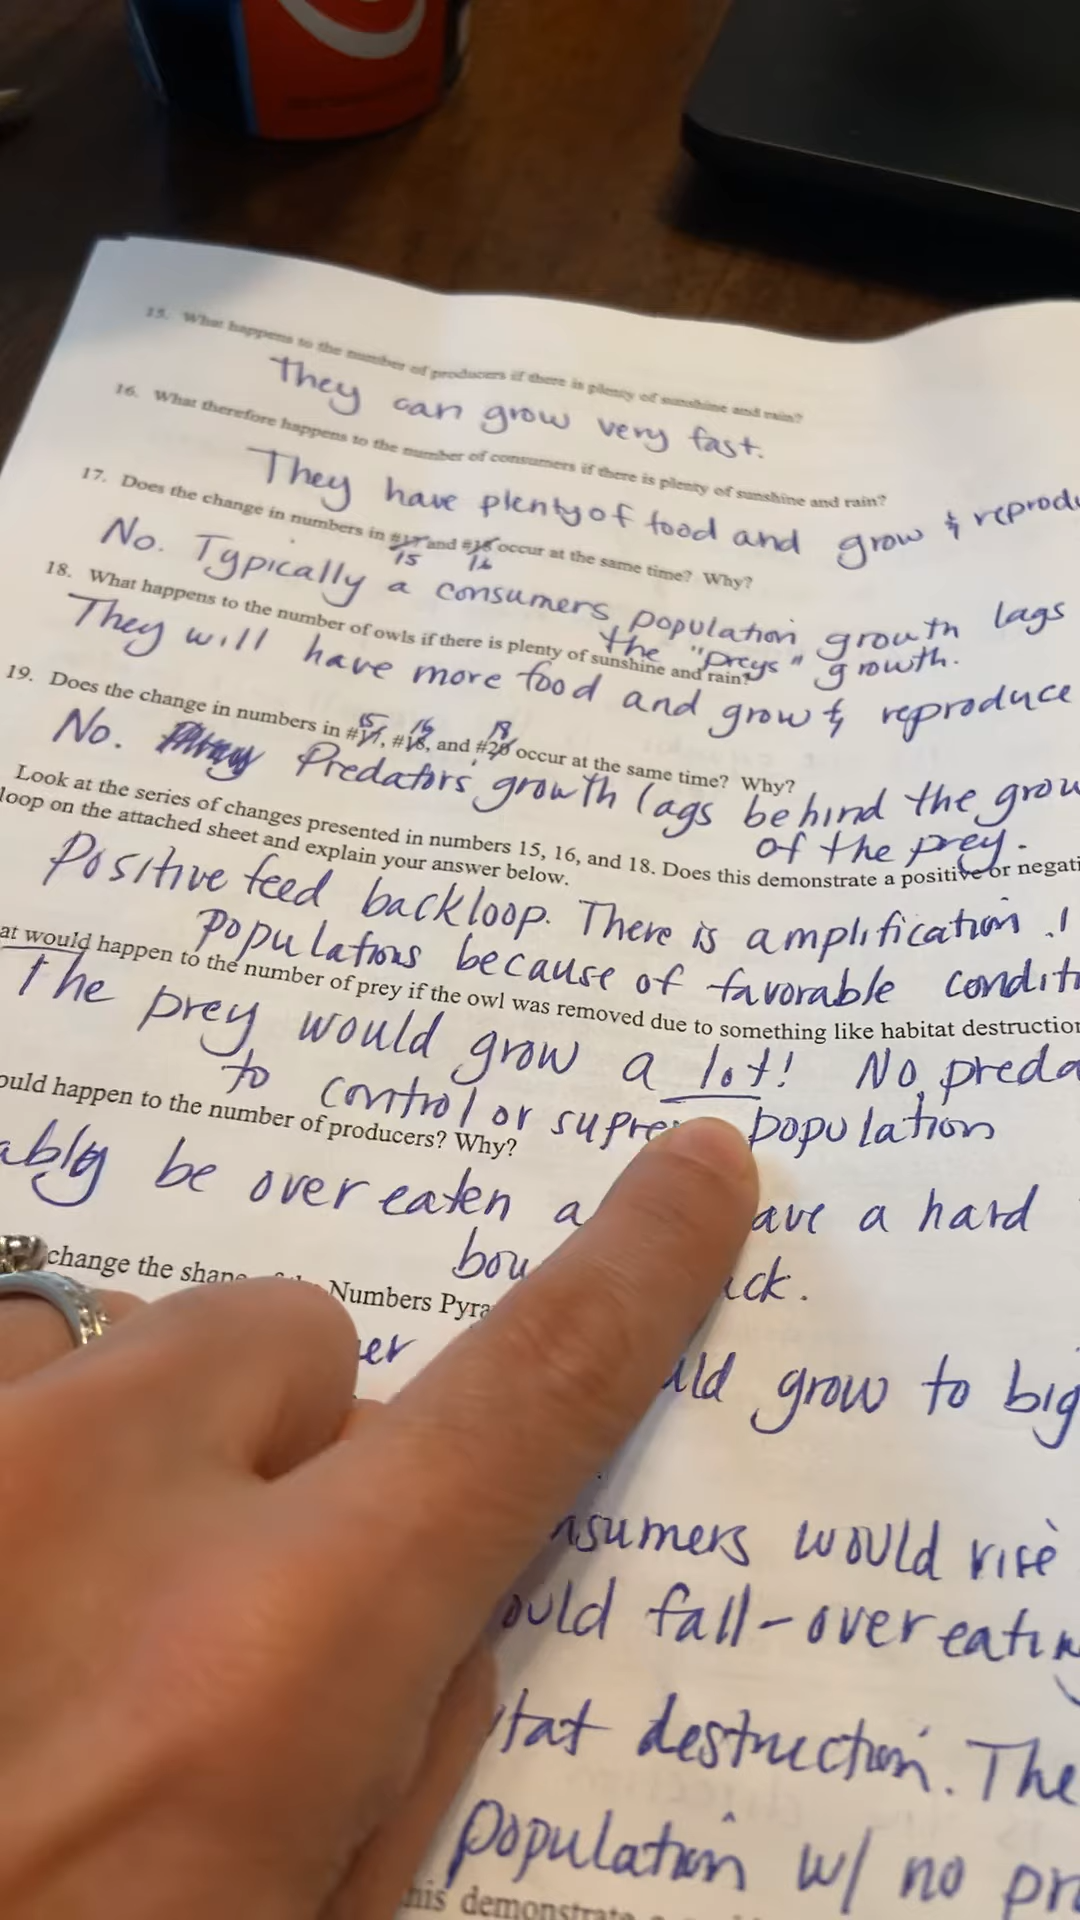 15. What happens to the number of producers if there is plenty of sunshine and rain?
They can grow very fast.
16. What therefore happens to the number of consumers if there is plenty of sunshine and rain?
They have plenty of food and grow & reprodu
17. Does the change in numbers in #17 and #18 occur at the same time? Why?
15 16
No. Typically a consumers population growth lags
the "preys" growth.
18. What happens to the number of owls if there is plenty of sunshine and rain?
They will have more food and grow & reproduce
19. Does the change in numbers in #17, #18, and #20 occur at the same time? Why?
15 16 18
No. Predators growth lags behind the grow
of the prey.
Look at the series of changes presented in numbers 15, 16, and 18. Does this demonstrate a positive or negati
loop on the attached sheet and explain your answer below.
Positive feed back loop. There is amplification
Populations because of favorable condit
at would happen to the number of prey if the owl was removed due to something like habitat destruction
The prey would grow a lot! No preda
to control or supre population
ould happen to the number of producers? Why?
ably be over eaten a ave a hard
bou ck.
change the shape of the Numbers Pyra
er uld grow to big
nsumers would rise
ould fall - over eatin
tat destruction. The
population w/ no pr
his demonstrate